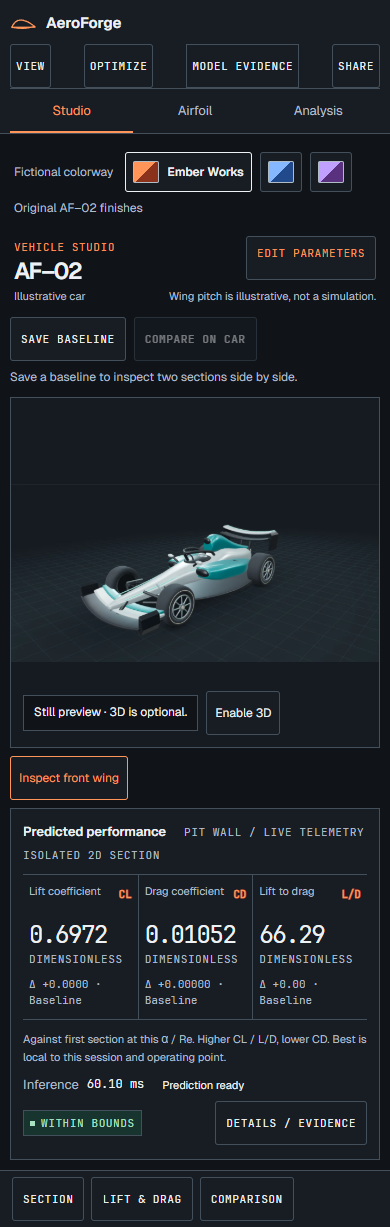 AeroForge
VIEW OPTIMIZE MODEL EVIDENCE SHARE
Studio Airfoil Analysis
Fictional colorway Ember Works
Original AF–02 finishes
VEHICLE STUDIO
AF–02
EDIT PARAMETERS
Illustrative car Wing pitch is illustrative, not a simulation.
SAVE BASELINE COMPARE ON CAR
Save a baseline to inspect two sections side by side.
Still preview · 3D is optional. Enable 3D
Inspect front wing
Predicted performance PIT WALL / LIVE TELEMETRY
ISOLATED 2D SECTION
Lift coefficient CL Drag coefficient CD Lift to drag L/D
0.6972 0.01052 66.29
DIMENSIONLESS DIMENSIONLESS DIMENSIONLESS
Δ +0.0000 · Δ +0.00000 · Δ +0.00 ·
Baseline Baseline Baseline
Against first section at this α / Re. Higher CL / L/D, lower CD. Best is
local to this session and operating point.
Inference 60.10 ms Prediction ready
WITHIN BOUNDS DETAILS / EVIDENCE
SECTION LIFT & DRAG COMPARISON